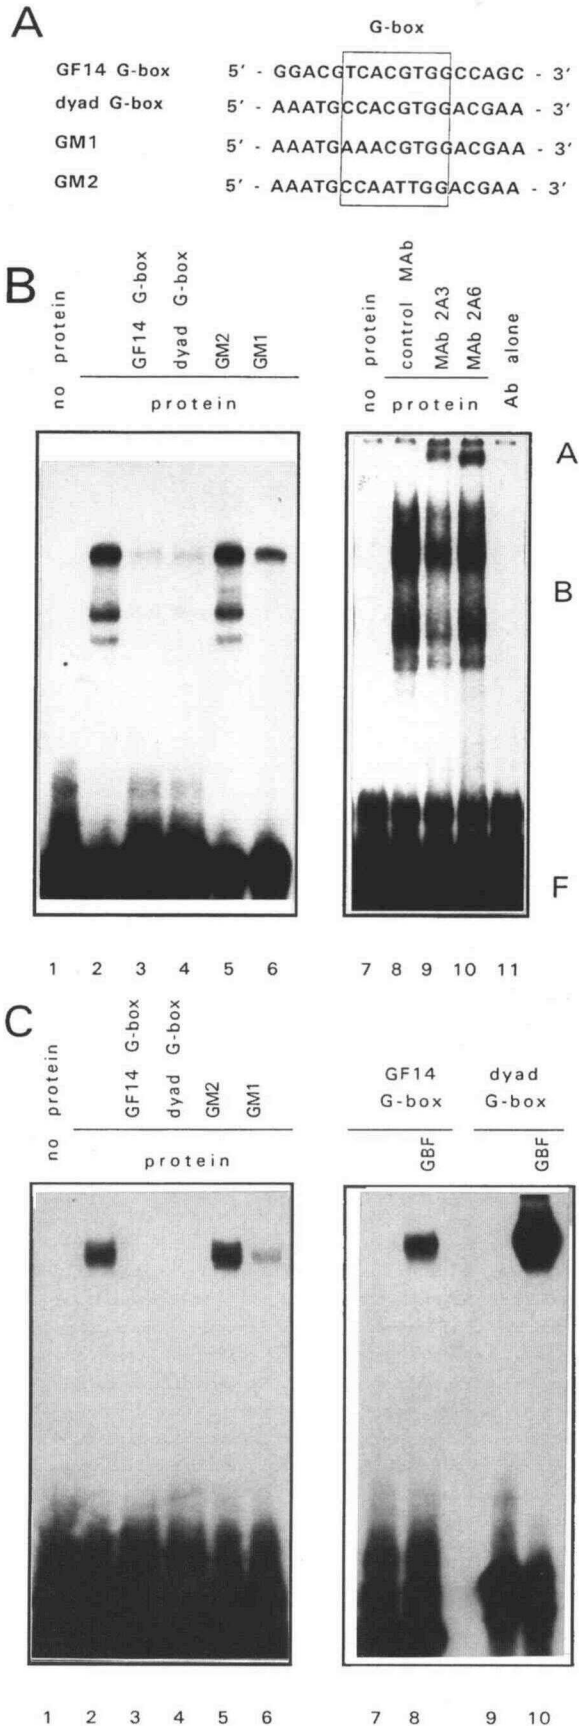 A
G-box
GF14 G-box 5' - GGACGTCACGTGGCCAGC - 3'
dyad G-box 5' - AAATGCCACGTGGACGAA - 3'
GM1 5' - AAATGAAACGTGGACGAA - 3'
GM2 5' - AAATGCCAATTGGACGAA - 3'
B
no protein
GF14 G-box
dyad G-box
GM2
GM1
protein
no protein
control MAb
MAb 2A3
MAb 2A6
Ab alone
protein
A
B
F
1 2 3 4 5 6 7 8 9 10 11
C
no protein
GF14 G-box
dyad G-box
GM2
GM1
protein
GF14 G-box
dyad G-box
GBF
GBF
1 2 3 4 5 6 7 8 9 10